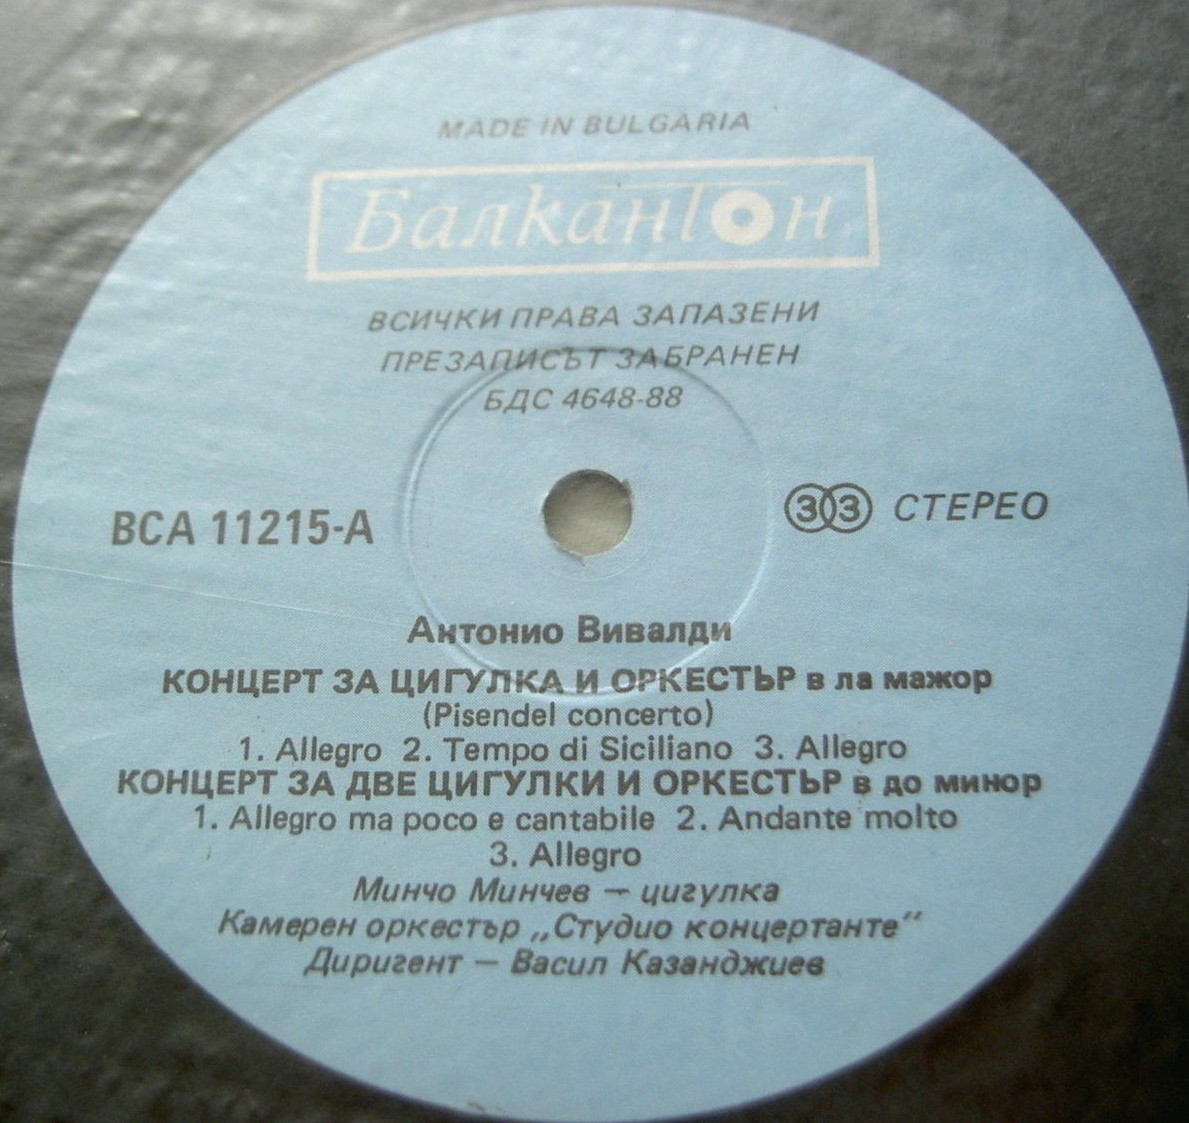 MADE IN BULGARIA
Балкантон
ВСИЧКИ ПРАВА ЗАПАЗЕНИ
ПРЕЗАПИСЪТ ЗАБРАНЕН
БДС 4648-88
ВСА 11215-А
33 СТЕРЕО
Антонио Вивалди
КОНЦЕРТ ЗА ЦИГУЛКА И ОРКЕСТЪР в ла мажор
(Pisendel concerto)
1. Allegro 2. Tempo di Siciliano 3. Allegro
КОНЦЕРТ ЗА ДВЕ ЦИГУЛКИ И ОРКЕСТЪР в до минор
1. Allegro ma poco e cantabile 2. Andante molto
3. Allegro
Минчо Минчев — цигулка
Камерен оркестър „Студио концертанте“
Диригент — Васил Казанджиев